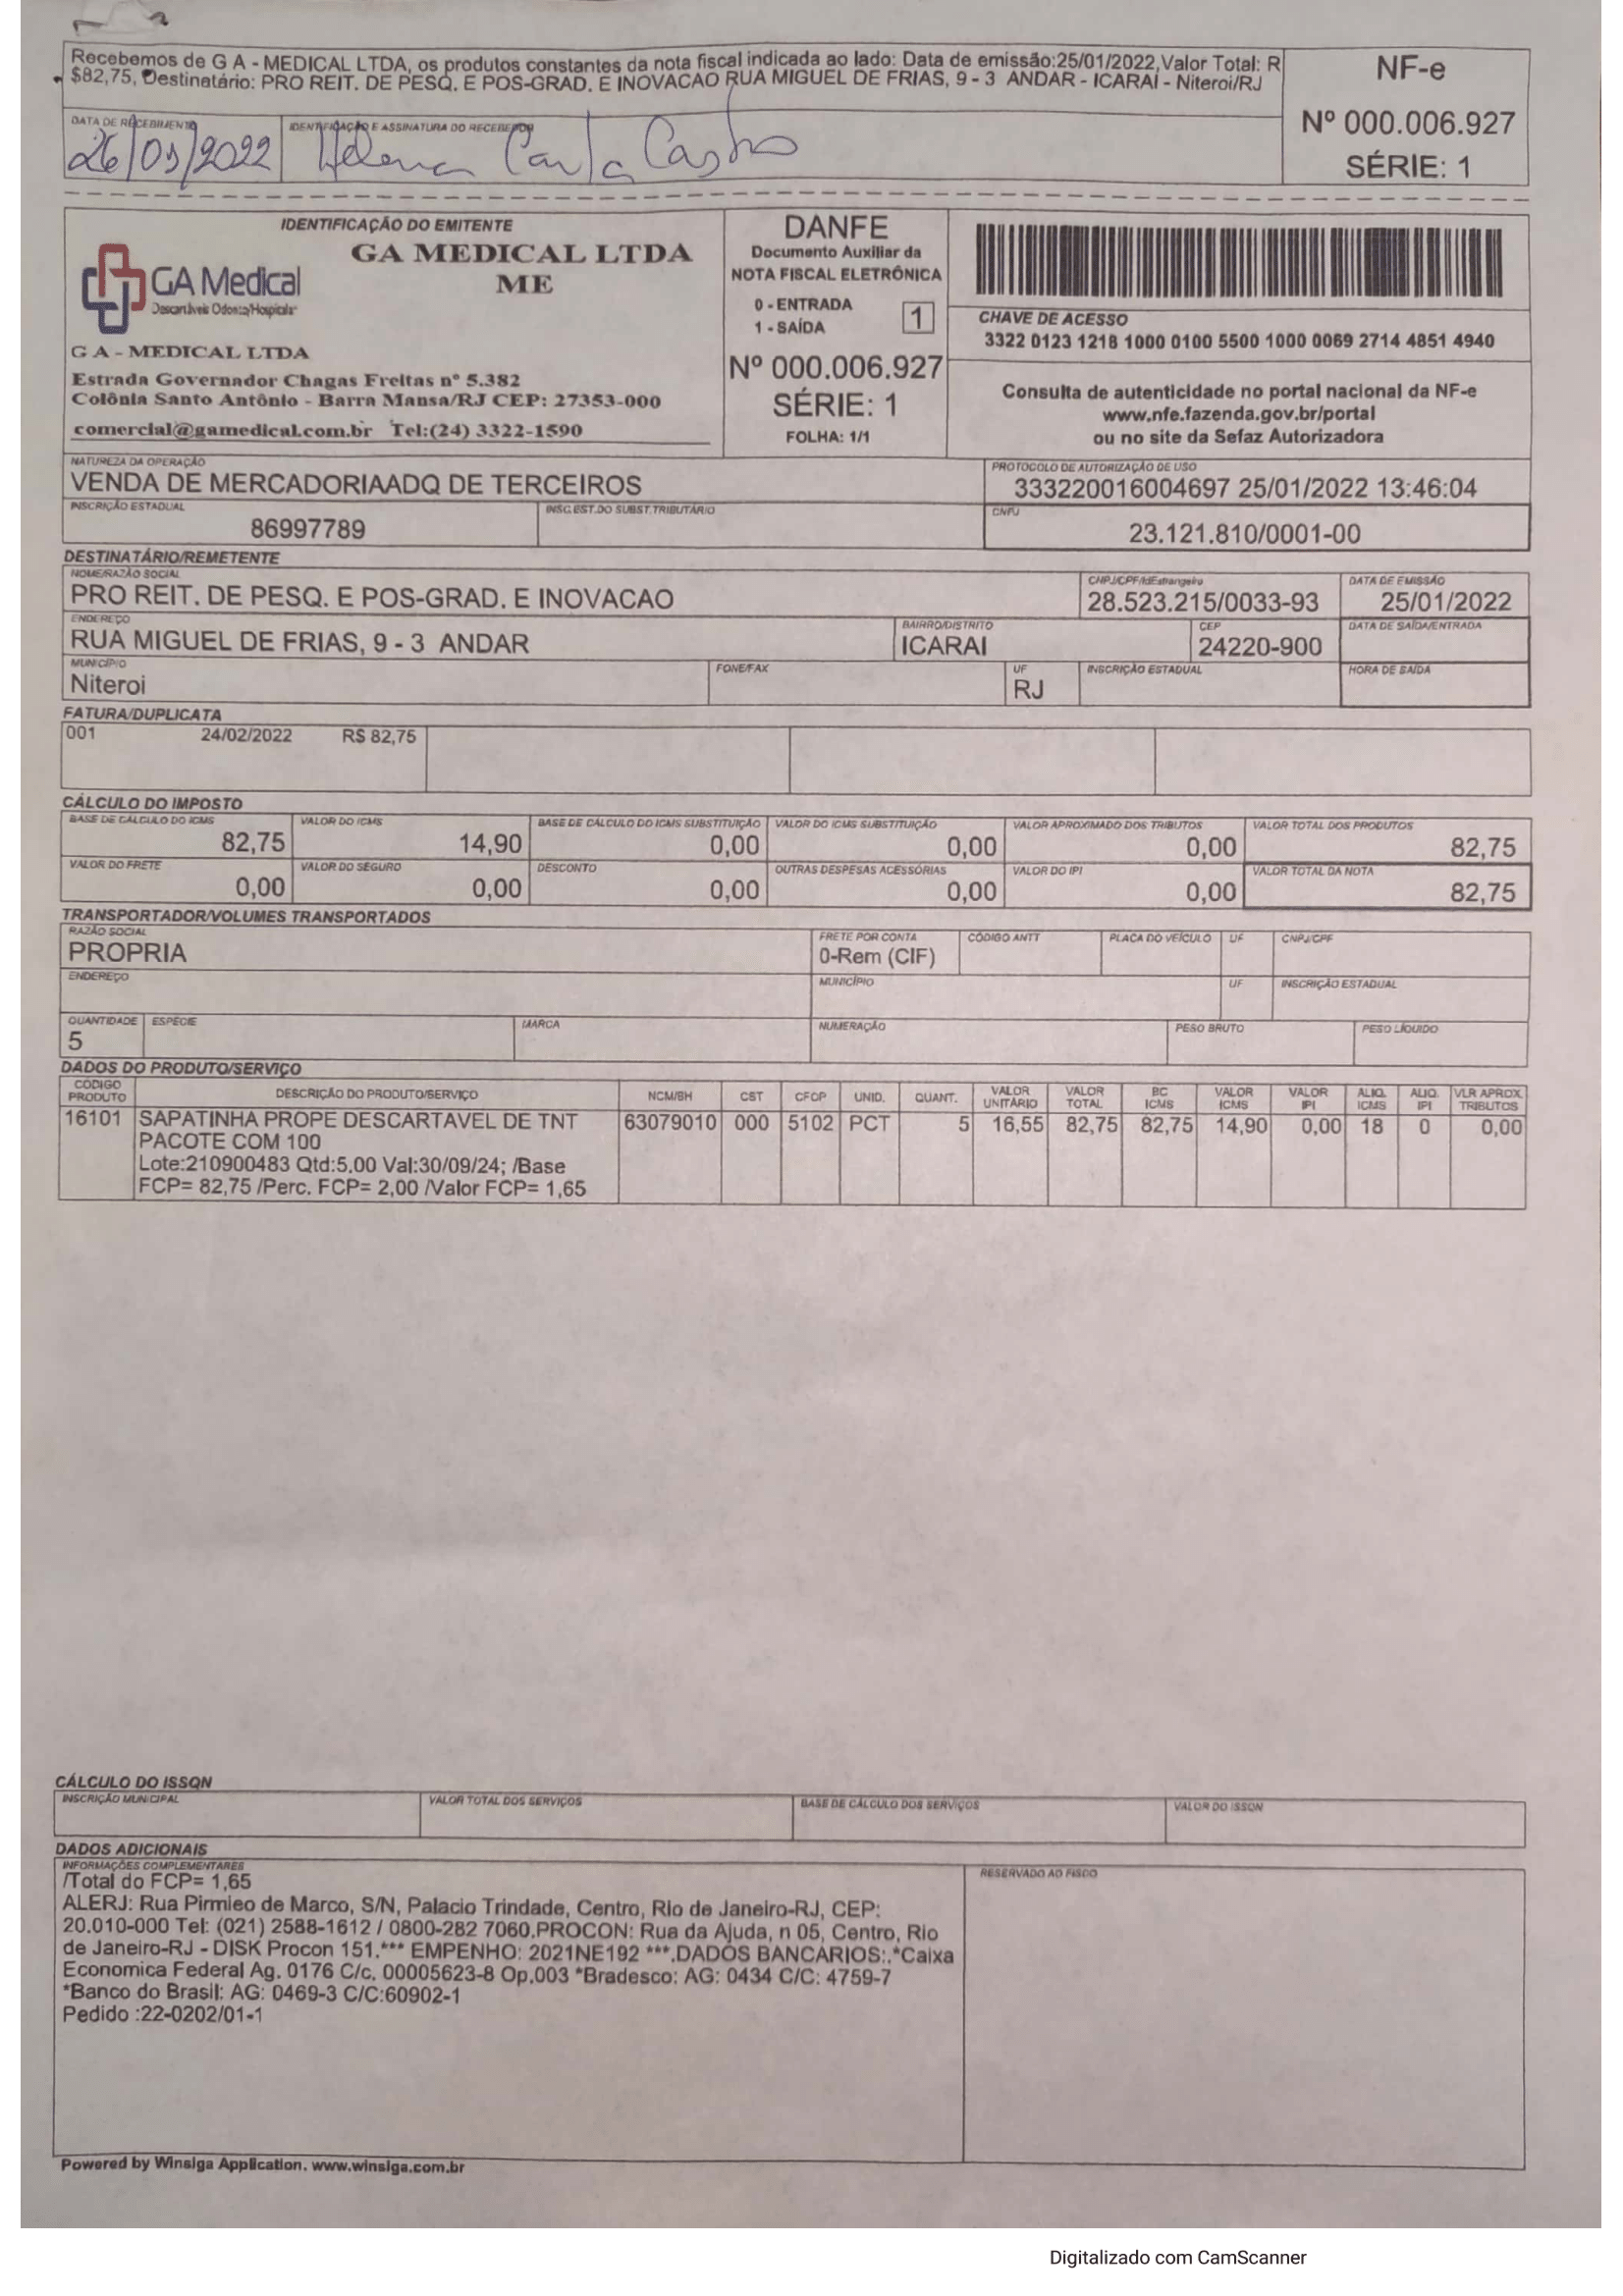 Recebemos de G A - MEDICAL LTDA, os produtos constantes da nota fiscal indicada ao lado: Data de emissão:25/01/2022,Valor Total: R
$82,75, Destinatário: PRO REIT. DE PESQ. E POS-GRAD. E INOVACAO RUA MIGUEL DE FRIAS, 9 - 3 ANDAR - ICARAI - Niteroi/RJ
NF-e
Nº 000.006.927
SÉRIE: 1
DATA DE RECEBIMENTO
IDENTIFICAÇÃO E ASSINATURA DO RECEBEDOR
Helena Carla Castro
IDENTIFICAÇÃO DO EMITENTE
GA MEDICAL LTDA
ME
GA Medical
G A - MEDICAL LTDA
Estrada Governador Chagas Freitas nº 5.382
Colônia Santo Antônio - Barra Mansa/RJ CEP: 27353-000
comercial@gamedical.com.br Tel:(24) 3322-1590
DANFE
Documento Auxiliar da
NOTA FISCAL ELETRÔNICA
0 - ENTRADA
1 - SAÍDA
1
Nº 000.006.927
SÉRIE: 1
FOLHA: 1/1
CHAVE DE ACESSO
3322 0123 1218 1000 0100 5500 1000 0069 2714 4851 4940
Consulta de autenticidade no portal nacional da NF-e
www.nfe.fazenda.gov.br/portal
ou no site da Sefaz Autorizadora
NATUREZA DA OPERAÇÃO
VENDA DE MERCADORIAADQ DE TERCEIROS
PROTOCOLO DE AUTORIZAÇÃO DE USO
333220016004697 25/01/2022 13:46:04
INSCRIÇÃO ESTADUAL
86997789
INSC.EST.DO SUBST.TRIBUTÁRIO
CNPJ
23.121.810/0001-00
DESTINATÁRIO/REMETENTE
NOME/RAZÃO SOCIAL
PRO REIT. DE PESQ. E POS-GRAD. E INOVACAO
CNPJ/CPF/IdEstrangeiro
28.523.215/0033-93
DATA DE EMISSÃO
25/01/2022
ENDEREÇO
RUA MIGUEL DE FRIAS, 9 - 3 ANDAR
BAIRRO/DISTRITO
ICARAI
CEP
24220-900
DATA DE SAÍDA/ENTRADA
MUNICÍPIO
Niteroi
FONE/FAX
UF
RJ
INSCRIÇÃO ESTADUAL
HORA DE SAÍDA
FATURA/DUPLICATA
001 24/02/2022 R$ 82,75
CÁLCULO DO IMPOSTO
BASE DE CÁLCULO DO ICMS
82,75
VALOR DO ICMS
14,90
BASE DE CÁLCULO DO ICMS SUBSTITUIÇÃO
0,00
VALOR DO ICMS SUBSTITUIÇÃO
0,00
VALOR APROXIMADO DOS TRIBUTOS
0,00
VALOR TOTAL DOS PRODUTOS
82,75
VALOR DO FRETE
0,00
VALOR DO SEGURO
0,00
DESCONTO
0,00
OUTRAS DESPESAS ACESSÓRIAS
0,00
VALOR DO IPI
0,00
VALOR TOTAL DA NOTA
82,75
TRANSPORTADOR/VOLUMES TRANSPORTADOS
RAZÃO SOCIAL
PROPRIA
FRETE POR CONTA
0-Rem (CIF)
CÓDIGO ANTT
PLACA DO VEÍCULO
UF
CNPJ/CPF
ENDEREÇO
MUNICÍPIO
UF
INSCRIÇÃO ESTADUAL
QUANTIDADE
5
ESPÉCIE
MARCA
NUMERAÇÃO
PESO BRUTO
PESO LÍQUIDO
DADOS DO PRODUTO/SERVIÇO
CÓDIGO PRODUTO DESCRIÇÃO DO PRODUTO/SERVIÇO NCM/SH CST CFOP UNID. QUANT. VALOR UNITÁRIO VALOR TOTAL BC ICMS VALOR ICMS VALOR IPI ALIQ. ICMS ALIQ. IPI VLR APROX. TRIBUTOS
16101 SAPATINHA PROPE DESCARTAVEL DE TNT 63079010 000 5102 PCT 5 16,55 82,75 82,75 14,90 0,00 18 0 0,00
PACOTE COM 100
Lote:210900483 Qtd:5,00 Val:30/09/24; /Base
FCP= 82,75 /Perc. FCP= 2,00 /Valor FCP= 1,65
CÁLCULO DO ISSQN
INSCRIÇÃO MUNICIPAL
VALOR TOTAL DOS SERVIÇOS
BASE DE CÁLCULO DOS SERVIÇOS
VALOR DO ISSQN
DADOS ADICIONAIS
INFORMAÇÕES COMPLEMENTARES
RESERVADO AO FISCO
/Total do FCP= 1,65
ALERJ: Rua Pirmieo de Marco, S/N, Palacio Trindade, Centro, Rio de Janeiro-RJ, CEP:
20.010-000 Tel: (021) 2588-1612 / 0800-282 7060.PROCON: Rua da Ajuda, n 05, Centro, Rio
de Janeiro-RJ - DISK Procon 151.*** EMPENHO: 2021NE192 ***.DADOS BANCARIOS:.*Caixa
Economica Federal Ag. 0176 C/c. 00005623-8 Op.003 *Bradesco: AG: 0434 C/C: 4759-7
*Banco do Brasil: AG: 0469-3 C/C:60902-1
Pedido :22-0202/01-1
Powered by Winsiga Application. www.winsiga.com.br
Digitalizado com CamScanner